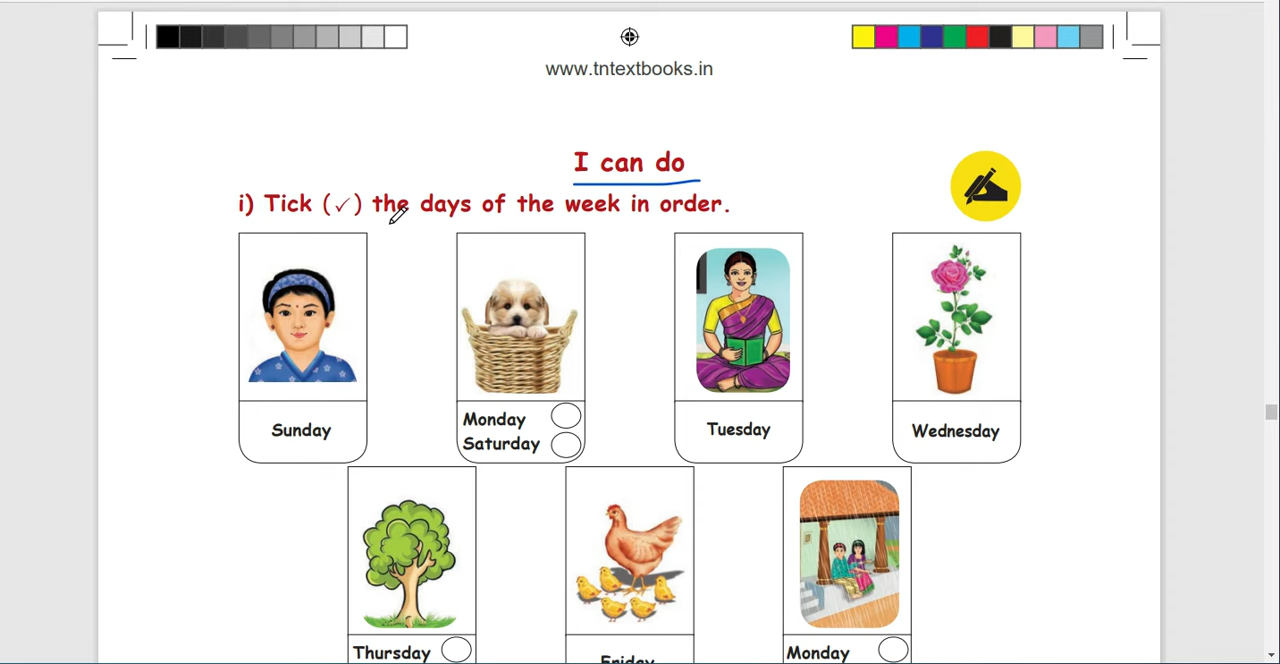 www.tntextbooks.in
I can do
i) Tick (✓) the days of the week in order.
Sunday
Monday
Saturday
Tuesday
Wednesday
Thursday
Friday
Monday